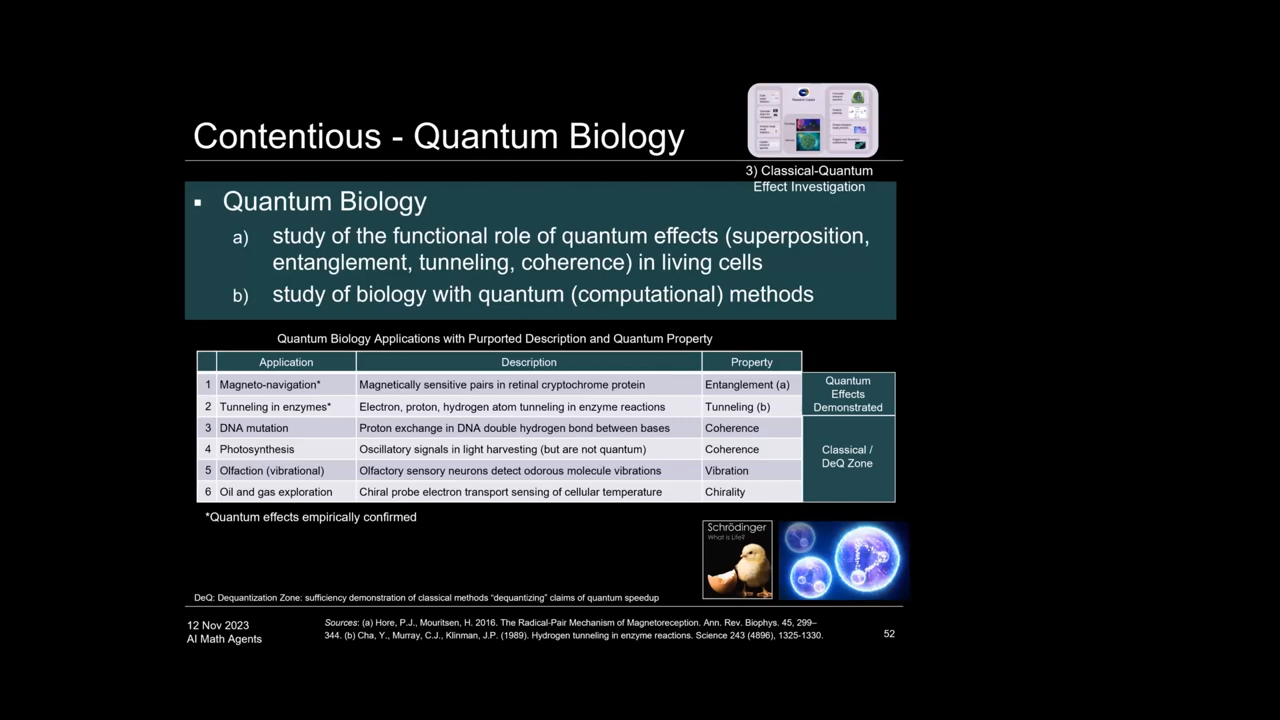 Contentious - Quantum Biology
3) Classical-Quantum
Effect Investigation
▪ Quantum Biology
a) study of the functional role of quantum effects (superposition,
entanglement, tunneling, coherence) in living cells
b) study of biology with quantum (computational) methods
Quantum Biology Applications with Purported Description and Quantum Property
Application Description Property
1 Magneto-navigation* Magnetically sensitive pairs in retinal cryptochrome protein Entanglement (a)
2 Tunneling in enzymes* Electron, proton, hydrogen atom tunneling in enzyme reactions Tunneling (b)
3 DNA mutation Proton exchange in DNA double hydrogen bond between bases Coherence
4 Photosynthesis Oscillatory signals in light harvesting (but are not quantum) Coherence
5 Olfaction (vibrational) Olfactory sensory neurons detect odorous molecule vibrations Vibration
6 Oil and gas exploration Chiral probe electron transport sensing of cellular temperature Chirality
Quantum
Effects
Demonstrated
Classical /
DeQ Zone
*Quantum effects empirically confirmed
Schrödinger
What is Life?
DeQ: Dequantization Zone: sufficiency demonstration of classical methods “dequantizing” claims of quantum speedup
12 Nov 2023
AI Math Agents
Sources: (a) Hore, P.J., Mouritsen, H. 2016. The Radical-Pair Mechanism of Magnetoreception. Ann. Rev. Biophys. 45, 299–
344. (b) Cha, Y., Murray, C.J., Klinman, J.P. (1989). Hydrogen tunneling in enzyme reactions. Science 243 (4896), 1325-1330.
52